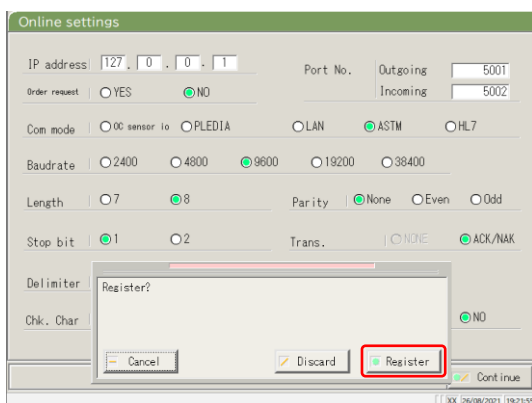 Online settings
IP address 127 . 0 . 0 . 1
Port No. Outgoing 5001
Order request YES NO
Incoming 5002
Com mode OC sensor io PLEDIA LAN ASTM HL7
Baudrate 2400 4800 9600 19200 38400
Length 7 8 Parity None Even Odd
Stop bit 1 2 Trans. NONE ACK/NAK
Delimiter
Register?
Chk. Char NO
Cancel Discard Register
Continue
XX 26/08/2021 19:21:5